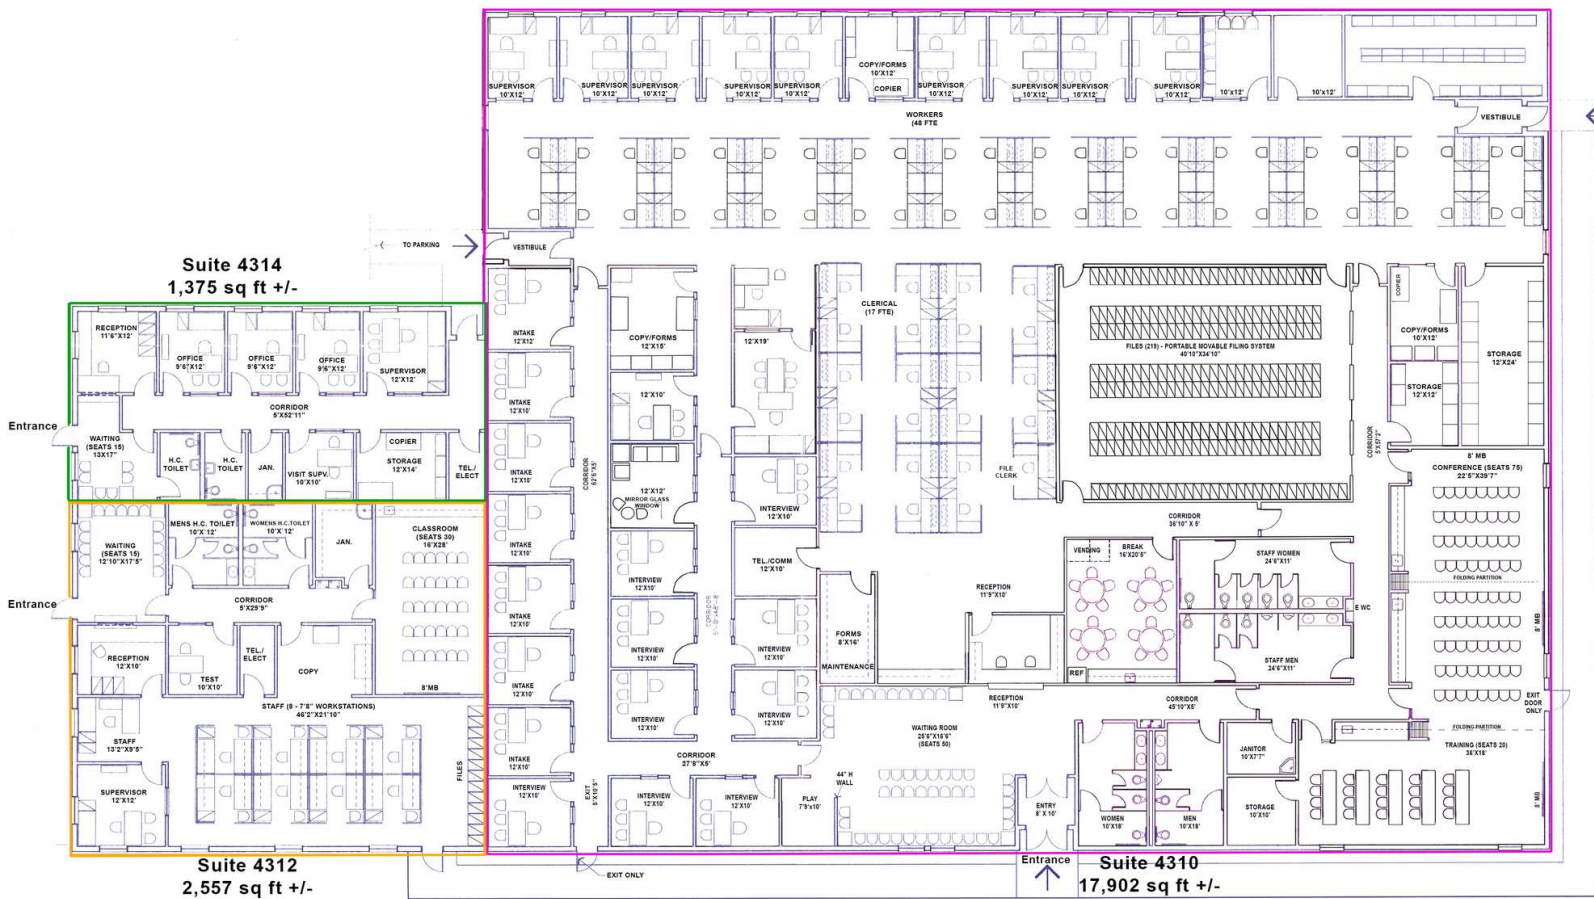 SUPERVISOR
10'X12'
SUPERVISOR
10'X12'
SUPERVISOR
10'X12'
SUPERVISOR
10'X12'
SUPERVISOR
10'X12'
COPY/FORMS
10'X12'
COPIER
SUPERVISOR
10'X12'
SUPERVISOR
10'X12'
SUPERVISOR
10'X12'
SUPERVISOR
10'X12'
10'x12'
10'x12'
WORKERS
(48 FTE
VESTIBULE
TO PARKING
VESTIBULE
Suite 4314
1,375 sq ft +/-
RECEPTION
11'6"X12'
OFFICE
9'6"X12'
OFFICE
9'6"X12'
OFFICE
9'6"X12'
SUPERVISOR
12'X12'
CORRIDOR
5'X52'11"
Entrance
WAITING
(SEATS 15)
13X17"
H.C.
TOILET
H.C.
TOILET
JAN.
VISIT SUPV.
10'X10'
COPIER
STORAGE
12'X14'
TEL./
ELECT
INTAKE
12'X12'
INTAKE
12'X10'
INTAKE
12'X10'
INTAKE
12'X10'
INTAKE
12'X10'
INTAKE
12'X10'
INTAKE
12'X10'
INTERVIEW
12'X10'
CORRIDOR
62'6"X5'
EXIT
5'X10'5"
COPY/FORMS
12'X15'
12'X10'
12'X12'
MIRROR GLASS
WINDOW
INTERVIEW
12'X10'
INTERVIEW
12'X10'
INTERVIEW
12'X10'
12'X19'
INTERVIEW
12'X10'
TEL./COMM
12'X10'
INTERVIEW
12'X10'
INTERVIEW
12'X10'
CORRIDOR
CORRIDOR
27'8"X5'
INTERVIEW
12'X10'
INTERVIEW
12'X10'
PLAY
7'9'x10'
44" H
WALL
CLERICAL
(17 FTE)
FILE
CLERK
FILES (219) - PORTABLE MOVABLE FILING SYSTEM
40'10"X34'10"
CORRIDOR
5'X57'2"
COPIER
COPY/FORMS
10'X12'
STORAGE
12'X12'
STORAGE
12'X24'
8' MB
CONFERENCE (SEATS 75)
22'5"X39'7"
FOLDING PARTITION
8' MB
CORRIDOR
36'10" X 5'
VENDING
BREAK
16'X20'6"
REF
STAFF WOMEN
24'6"X11'
E WC
STAFF MEN
24'6"X11'
RECEPTION
11'9"X10'
FORMS
8'X16'
MAINTENANCE
RECEPTION
11'9"X10'
WAITING ROOM
25'6"X16'6"
(SEATS 50)
CORRIDOR
45'10"X5'
EXIT
DOOR
ONLY
FOLDING PARTITION
TRAINING (SEATS 20)
36'X18'
8' MB
JANITOR
10'X7'7"
STORAGE
10'X10'
WOMEN
10'X18'
MEN
10'X18'
ENTRY
8' X 10'
WAITING
(SEATS 15)
12'10"X17'5"
MENS H.C. TOILET
10'X'12'
WOMENS H.C.TOILET
10'X'12'
JAN.
CLASSROOM
(SEATS 30)
16'X28'
8'MB
Entrance
CORRIDOR
5'X29'9"
RECEPTION
12'X10'
TEST
10'X10'
TEL./
ELECT
COPY
STAFF (8 - 7'8" WORKSTATIONS)
46'2"X21'10"
STAFF
13'2"X9'5"
SUPERVISOR
12'X12'
FILES
Suite 4312
2,557 sq ft +/-
EXIT ONLY
Entrance
Suite 4310
17,902 sq ft +/-